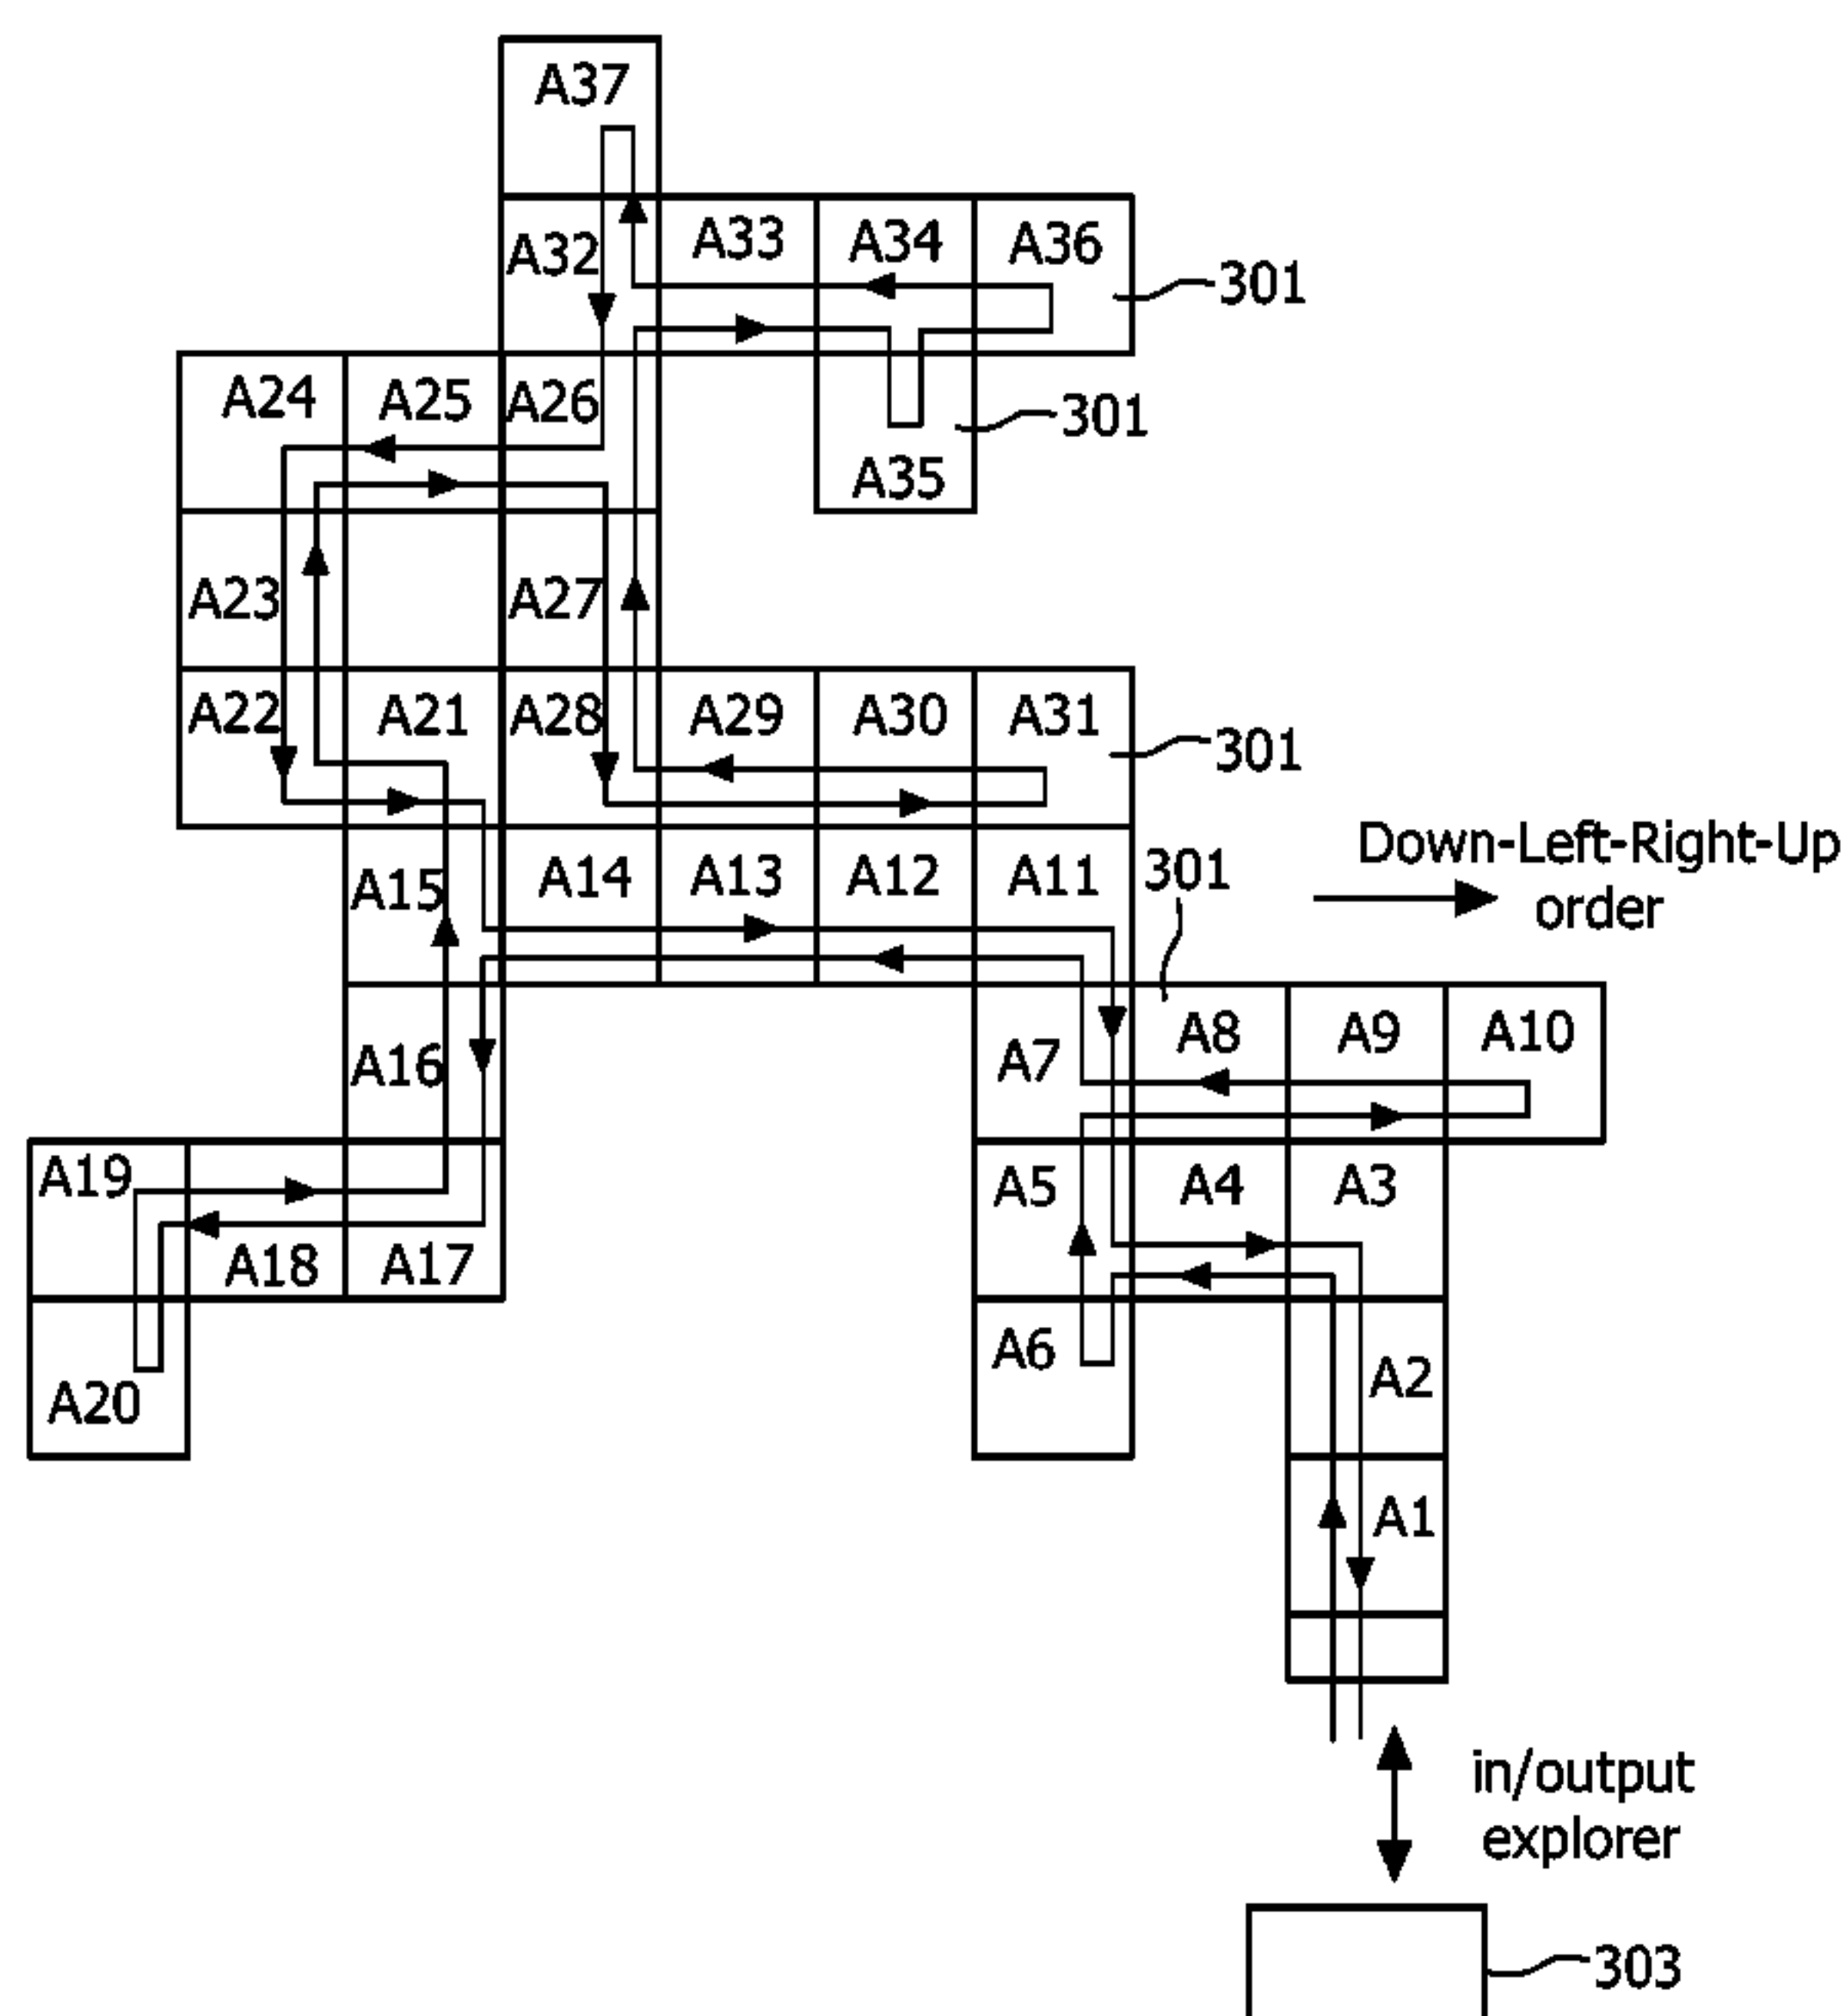 A37
A32
A33
A34
A36
301
A24
A25
A26
301
A35
A23
A27
A22
A21
A28
A29
A30
A31
301
Down-Left-Right-Up
order
A15
A14
A13
A12
A11
301
A16
A7
A8
A9
A10
A19
A5
A4
A3
A18
A17
A6
A2
A20
A1
in/output
explorer
303